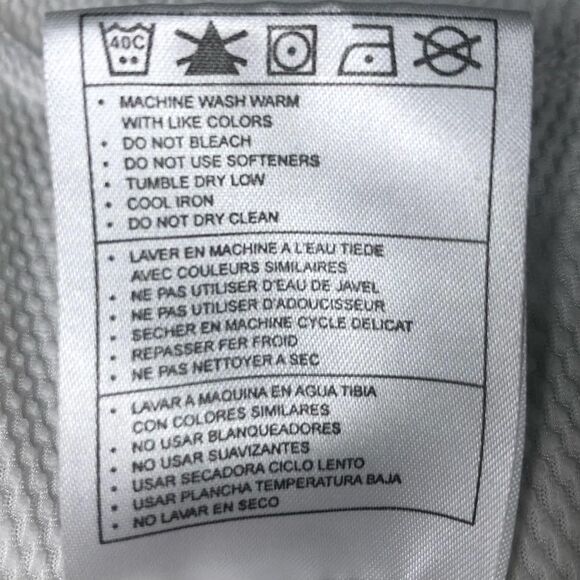 40C
• MACHINE WASH WARM
WITH LIKE COLORS
• DO NOT BLEACH
• DO NOT USE SOFTENERS
• TUMBLE DRY LOW
• COOL IRON
• DO NOT DRY CLEAN
• LAVER EN MACHINE A L'EAU TIEDE
AVEC COULEURS SIMILAIRES
• NE PAS UTILISER D'EAU DE JAVEL
• NE PAS UTILISER D'ADOUCISSEUR
• SECHER EN MACHINE CYCLE DELICAT
• REPASSER FER FROID
• NE PAS NETTOYER A SEC
• LAVAR A MAQUINA EN AGUA TIBIA
CON COLORES SIMILARES
• NO USAR BLANQUEADORES
• NO USAR SUAVIZANTES
• USAR SECADORA CICLO LENTO
• USAR PLANCHA TEMPERATURA BAJA
• NO LAVAR EN SECO